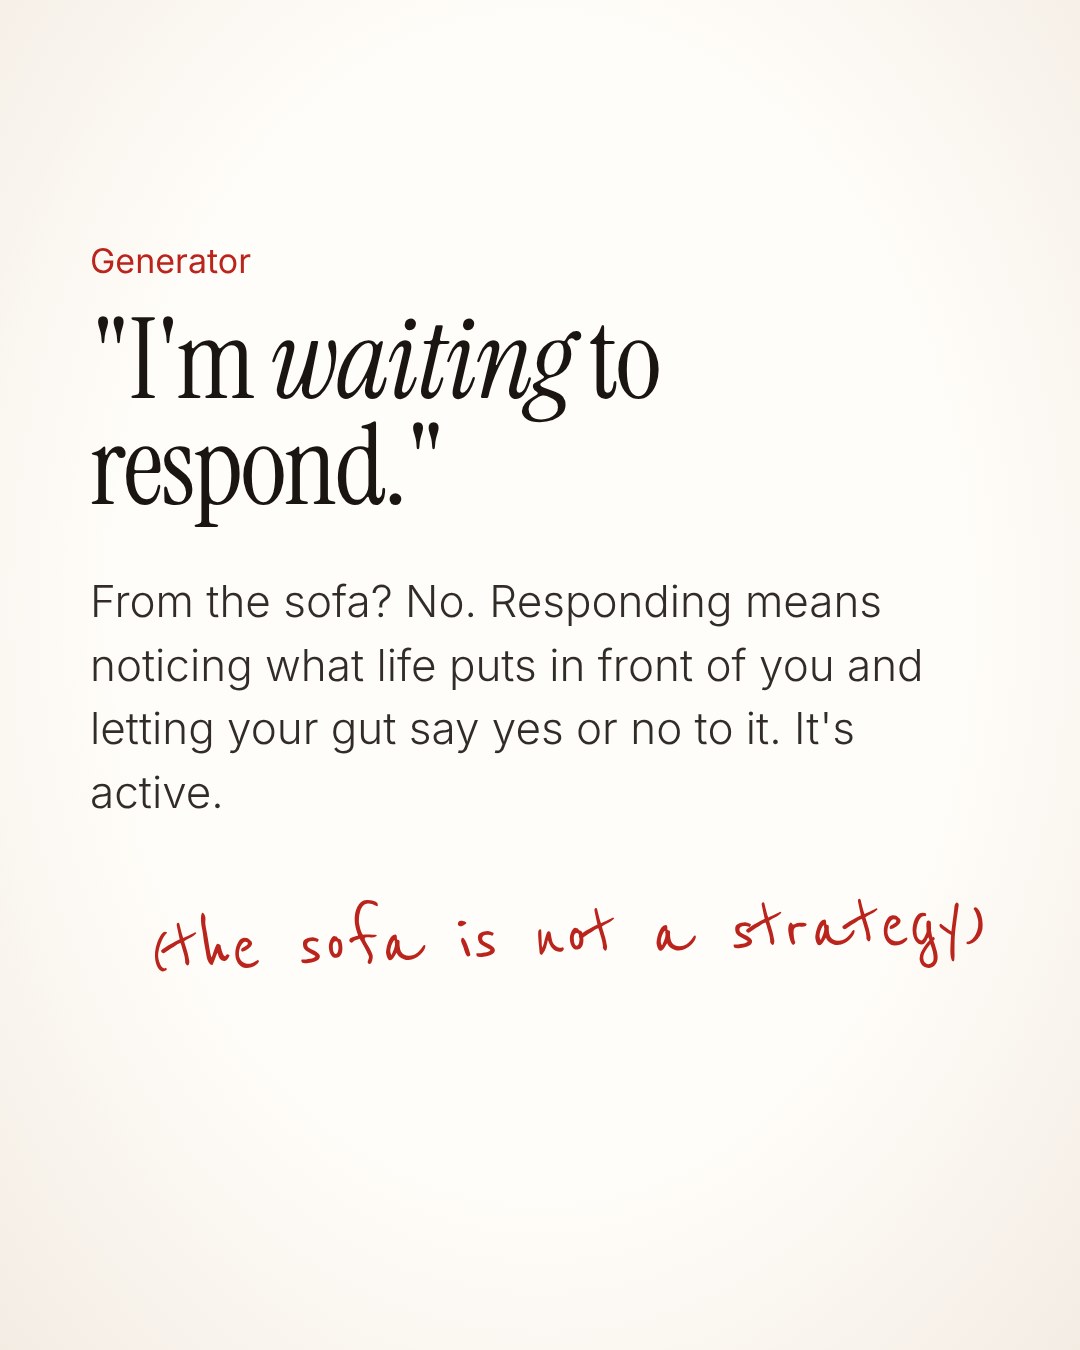 Generator
"I'm waiting to
respond."
From the sofa? No. Responding means
noticing what life puts in front of you and
letting your gut say yes or no to it. It's
active.
(the sofa is not a strategy)